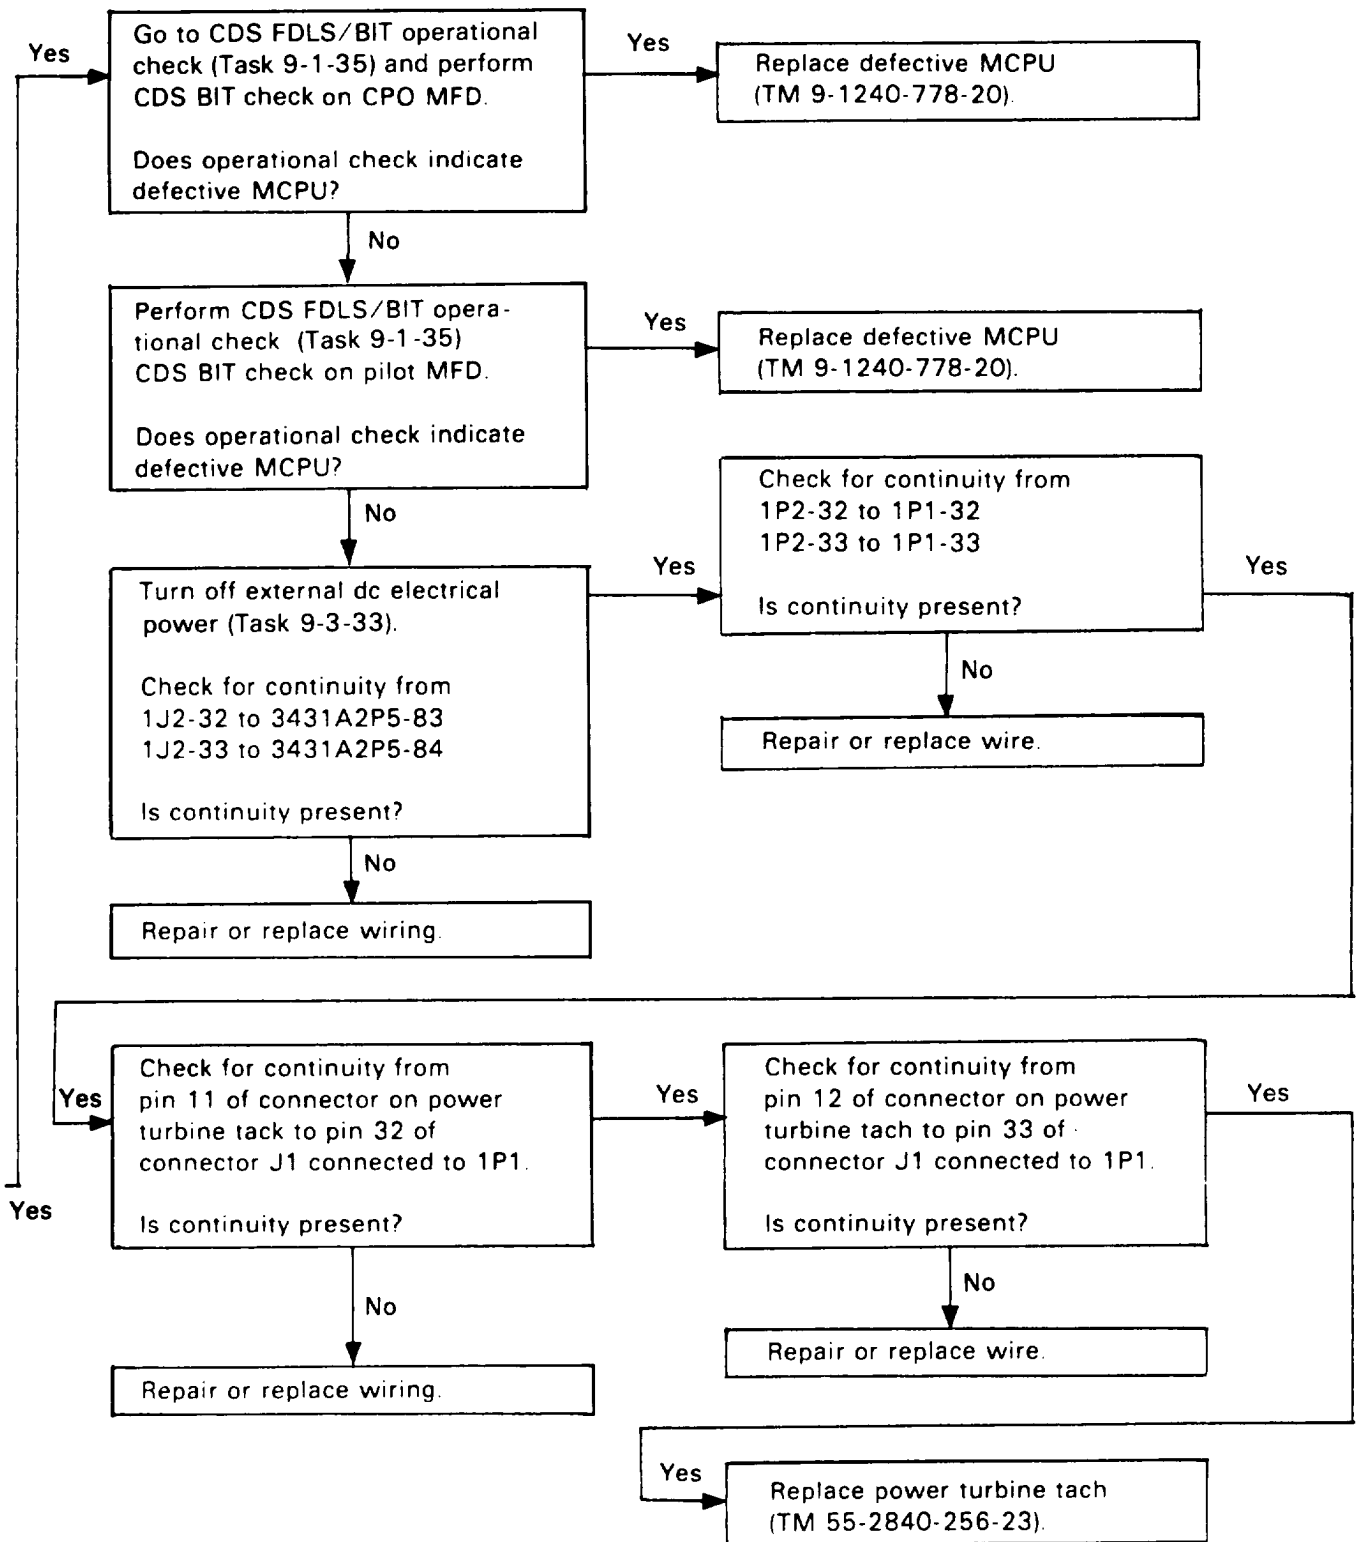 Yes
Go to CDS FDLS/BIT operational
check (Task 9-1-35) and perform
CDS BIT check on CPO MFD.
Does operational check indicate
defective MCPU?
Yes
Replace defective MCPU
(TM 9-1240-778-20).
No
Perform CDS FDLS/BIT opera-
tional check (Task 9-1-35)
CDS BIT check on pilot MFD.
Does operational check indicate
defective MCPU?
Yes
Replace defective MCPU
(TM 9-1240-778-20).
No
Turn off external dc electrical
power (Task 9-3-33).
Check for continuity from
1J2-32 to 3431A2P5-83
1J2-33 to 3431A2P5-84
Is continuity present?
Yes
Check for continuity from
1P2-32 to 1P1-32
1P2-33 to 1P1-33
Is continuity present?
Yes
No
Repair or replace wire.
No
Repair or replace wiring.
Yes
Check for continuity from
pin 11 of connector on power
turbine tack to pin 32 of
connector J1 connected to 1P1.
Is continuity present?
Yes
Check for continuity from
pin 12 of connector on power
turbine tach to pin 33 of
connector J1 connected to 1P1.
Is continuity present?
Yes
Yes
No
Repair or replace wiring.
No
Repair or replace wire.
Yes
Replace power turbine tach
(TM 55-2840-256-23).